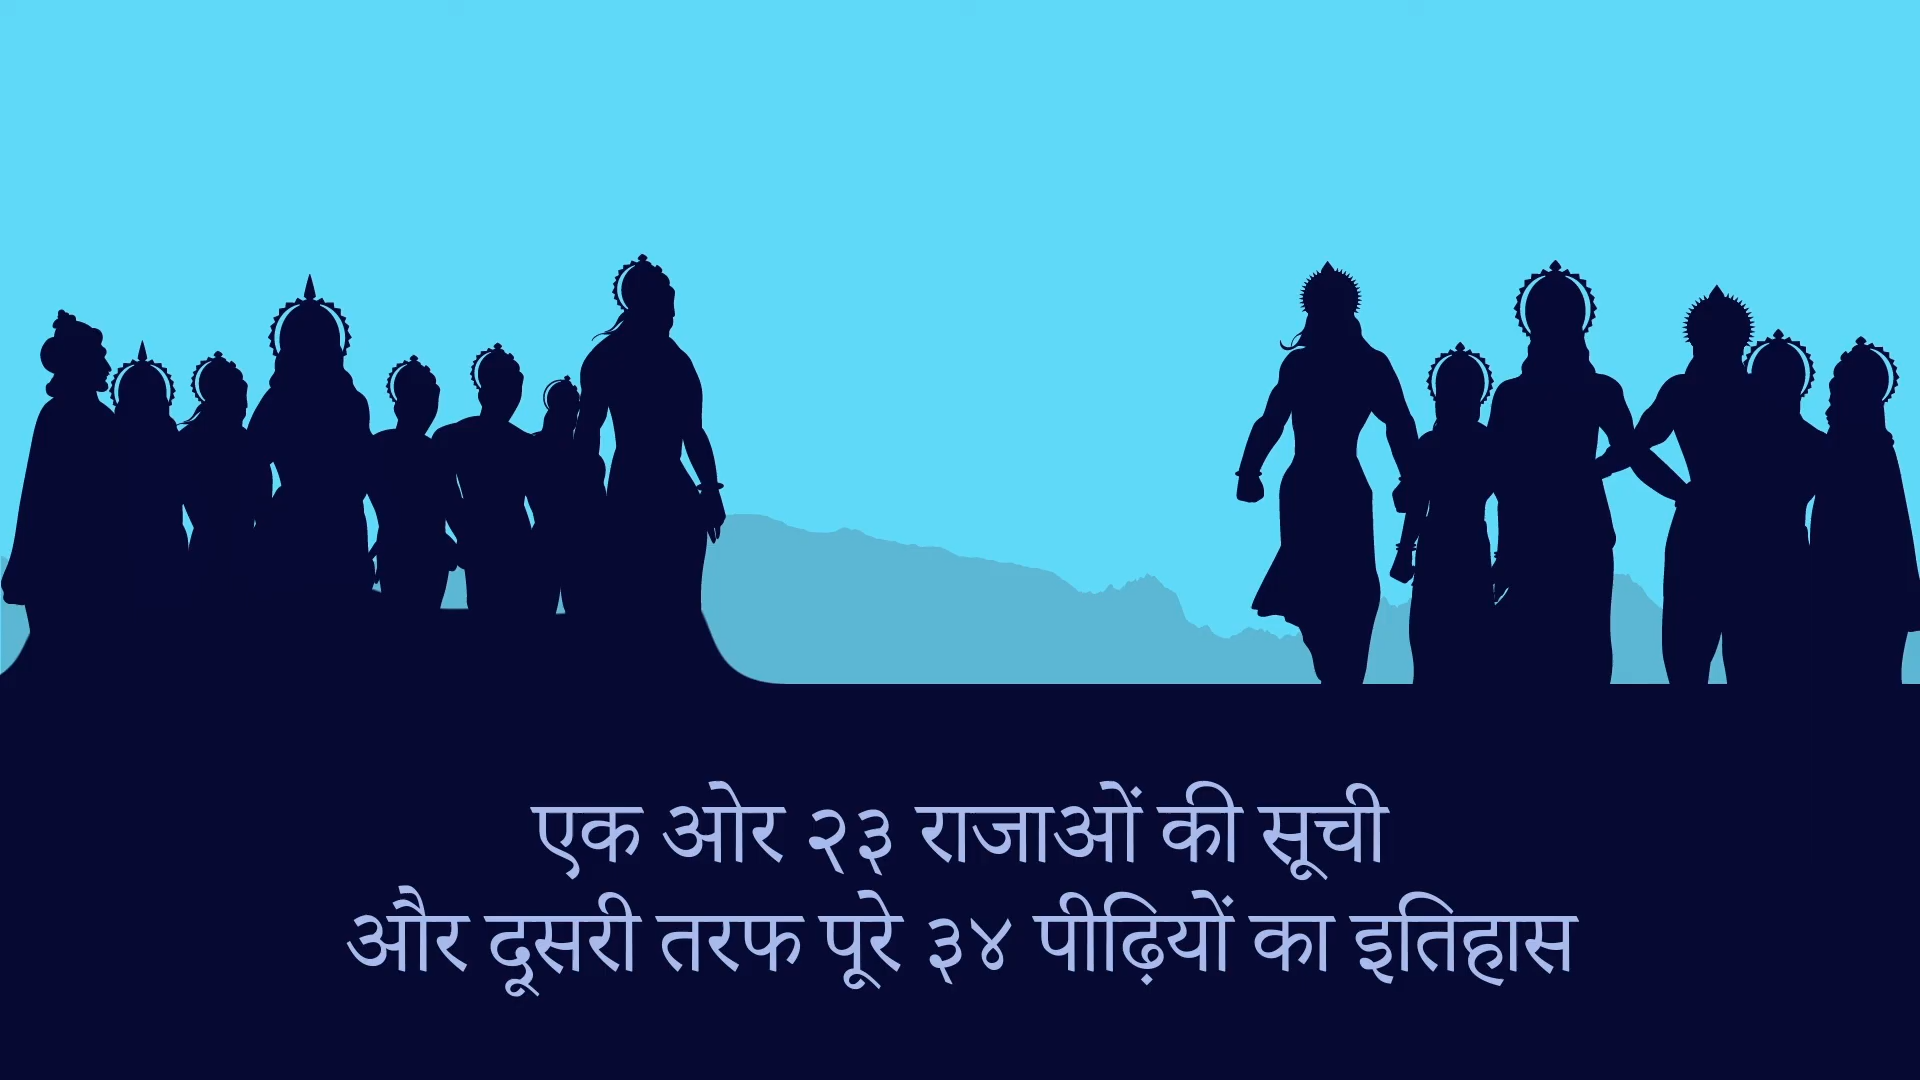 एक ओर २३ राजाओं की सूची
और दूसरी तरफ पूरे ३४ पीढ़ियों का इतिहास